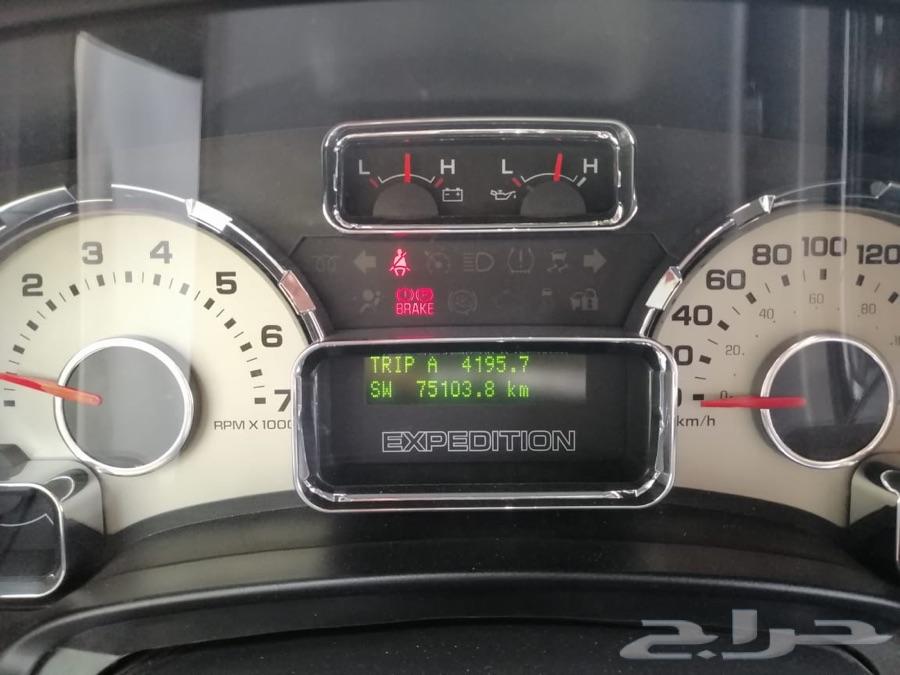 L H L H
2 3 4 5 6 7
RPM X 1000
BRAKE
20 40 60 80 100 120
20 40 60 80
0
km/h
TRIP A 4195.7
SW 75103.8 km
EXPEDITION
حراج